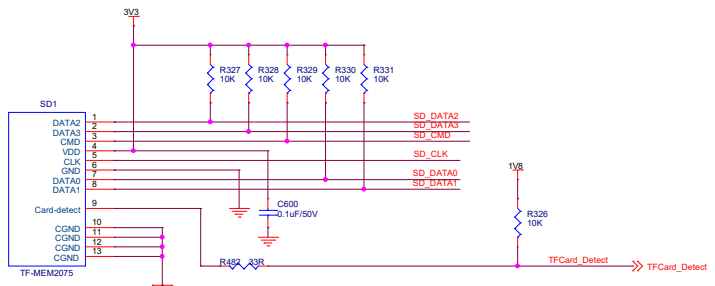 3V3
R327
10K
R328
10K
R329
10K
R330
10K
R331
10K
SD1
1
DATA2
SD_DATA2
2
DATA3
SD_DATA3
3
CMD
SD_CMD
4
VDD
5
CLK
SD_CLK
6
GND
7
DATA0
SD_DATA0
8
DATA1
SD_DATA1
9
Card-detect
10
CGND
11
CGND
12
CGND
13
CGND
TF-MEM2075
C600
0.1uF/50V
1V8
R326
10K
R482 33R
TFCard_Detect
TFCard_Detect